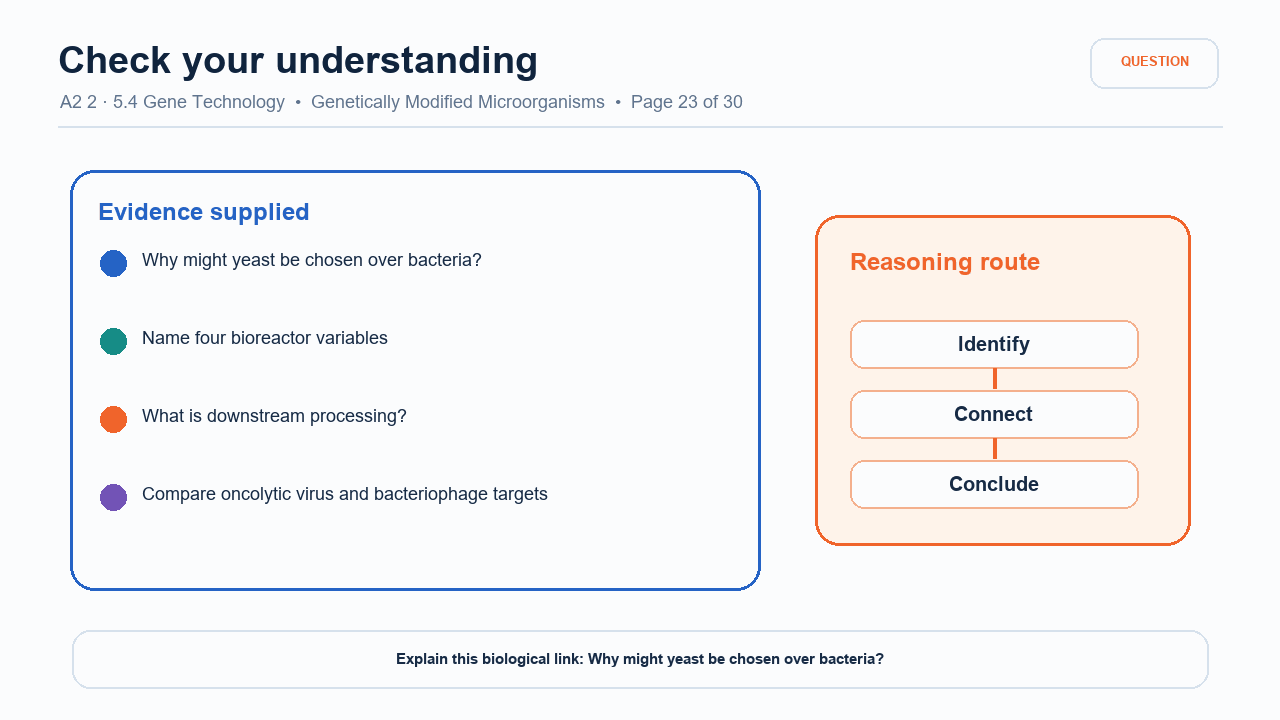 Check your understanding
QUESTION
A2 2 · 5.4 Gene Technology • Genetically Modified Microorganisms • Page 23 of 30
Evidence supplied
Why might yeast be chosen over bacteria?
Name four bioreactor variables
What is downstream processing?
Compare oncolytic virus and bacteriophage targets
Reasoning route
Identify
Connect
Conclude
Explain this biological link: Why might yeast be chosen over bacteria?